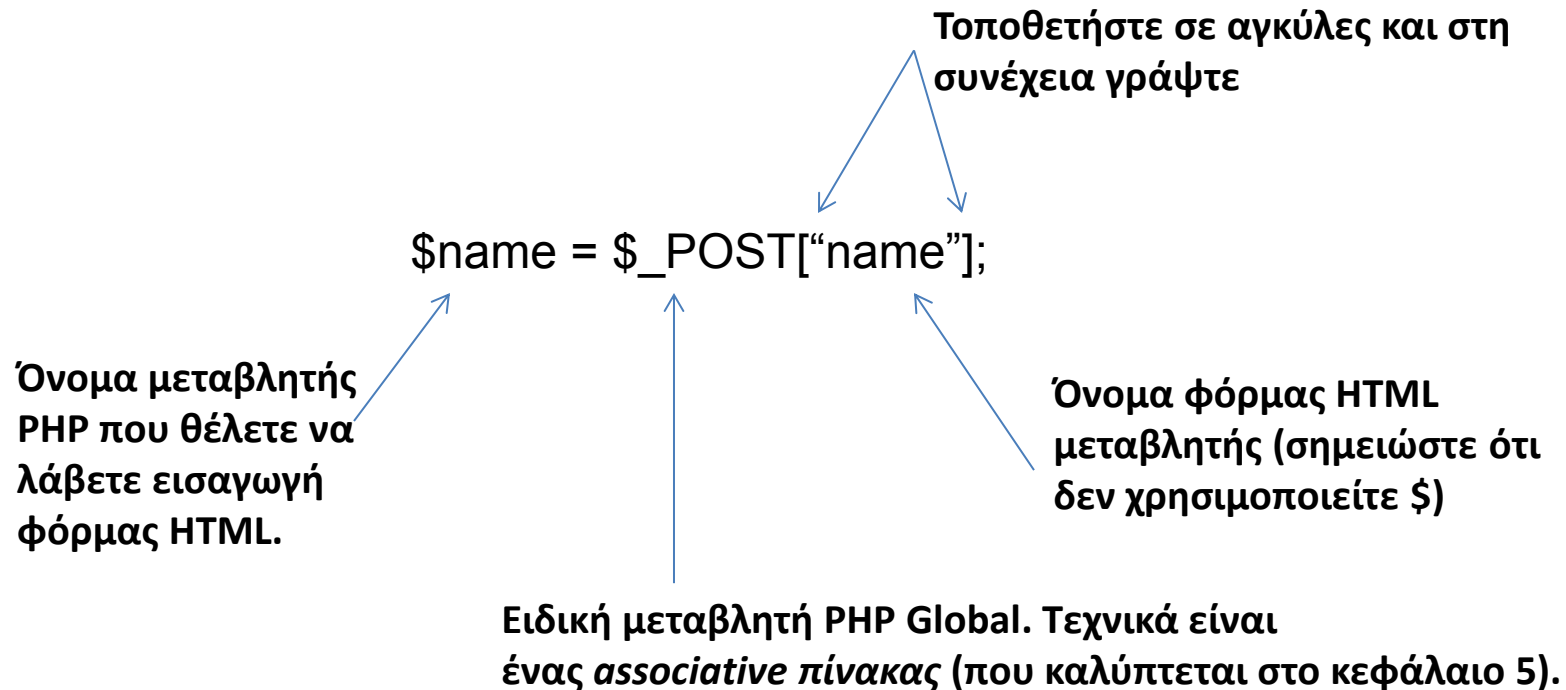 Τοποθετήστε σε αγκύλες και στη
συνέχεια γράψτε
$name = $_POST[“name”];
Όνομα μεταβλητής
PHP που θέλετε να
λάβετε εισαγωγή
φόρμας HTML.
Όνομα φόρμας HTML
μεταβλητής (σημειώστε ότι
δεν χρησιμοποιείτε $)
Ειδική μεταβλητή PHP Global. Τεχνικά είναι
ένας associative πίνακας (που καλύπτεται στο κεφάλαιο 5).